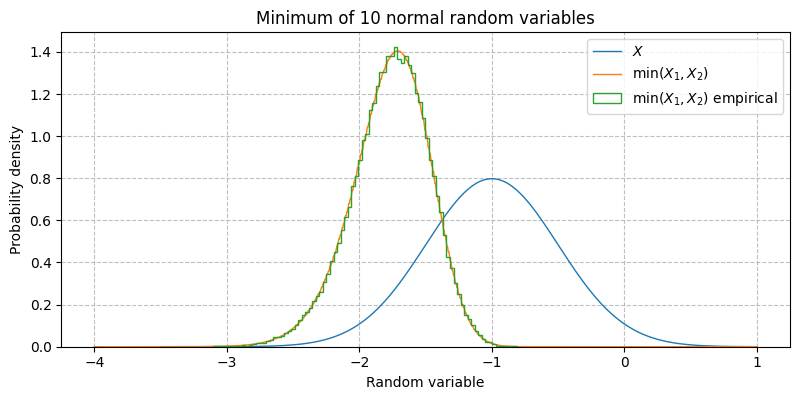 Minimum of 10 normal random variables
X
min(X₁, X₂)
min(X₁, X₂) empirical
Probability density
1.4
1.2
1.0
0.8
0.6
0.4
0.2
0.0
−4 −3 −2 −1 0 1
Random variable